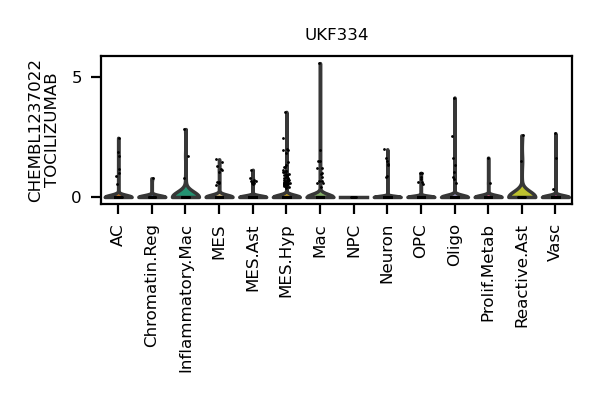 UKF334
CHEMBL1237022
TOCILIZUMAB
5
0
AC
Chromatin.Reg
Inflammatory.Mac
MES
MES.Ast
MES.Hyp
Mac
NPC
Neuron
OPC
Oligo
Prolif.Metab
Reactive.Ast
Vasc